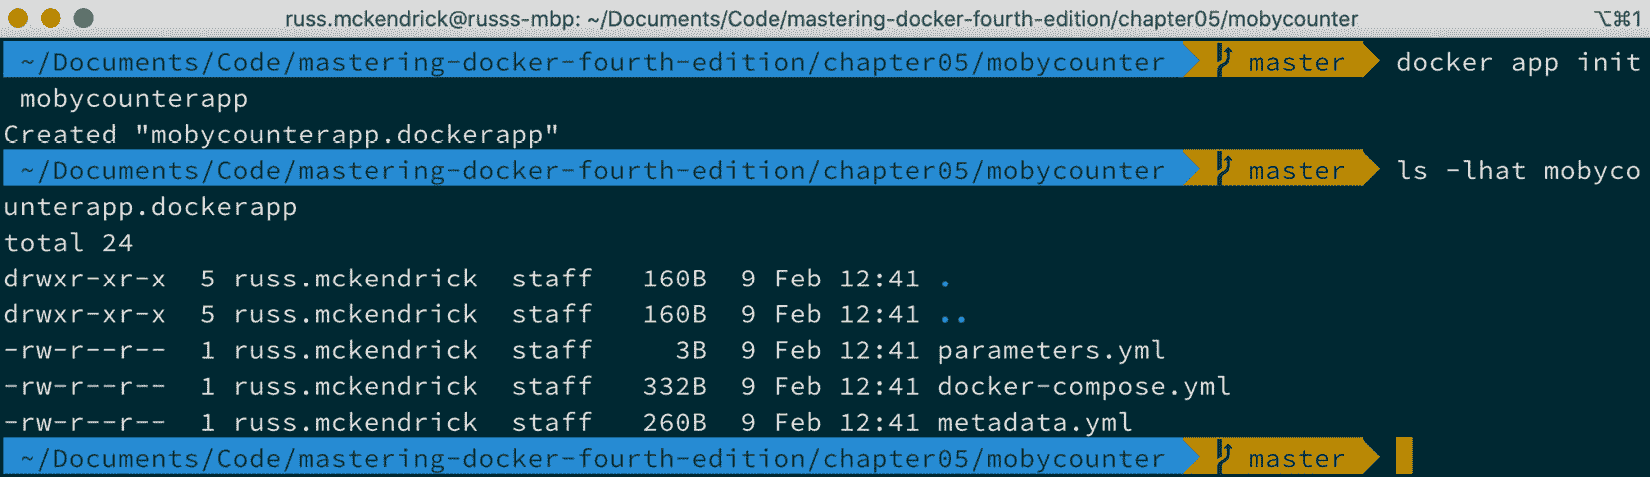 russ.mckendrick@russs-mbp: ~/Documents/Code/mastering-docker-fourth-edition/chapter05/mobycounter ⌥⌘1
~/Documents/Code/mastering-docker-fourth-edition/chapter05/mobycounter master docker app init
mobycounterapp
Created "mobycounterapp.dockerapp"
~/Documents/Code/mastering-docker-fourth-edition/chapter05/mobycounter master ls -lhat mobyco
unterapp.dockerapp
total 24
drwxr-xr-x 5 russ.mckendrick staff 160B 9 Feb 12:41 .
drwxr-xr-x 5 russ.mckendrick staff 160B 9 Feb 12:41 ..
-rw-r--r-- 1 russ.mckendrick staff 3B 9 Feb 12:41 parameters.yml
-rw-r--r-- 1 russ.mckendrick staff 332B 9 Feb 12:41 docker-compose.yml
-rw-r--r-- 1 russ.mckendrick staff 260B 9 Feb 12:41 metadata.yml
~/Documents/Code/mastering-docker-fourth-edition/chapter05/mobycounter master